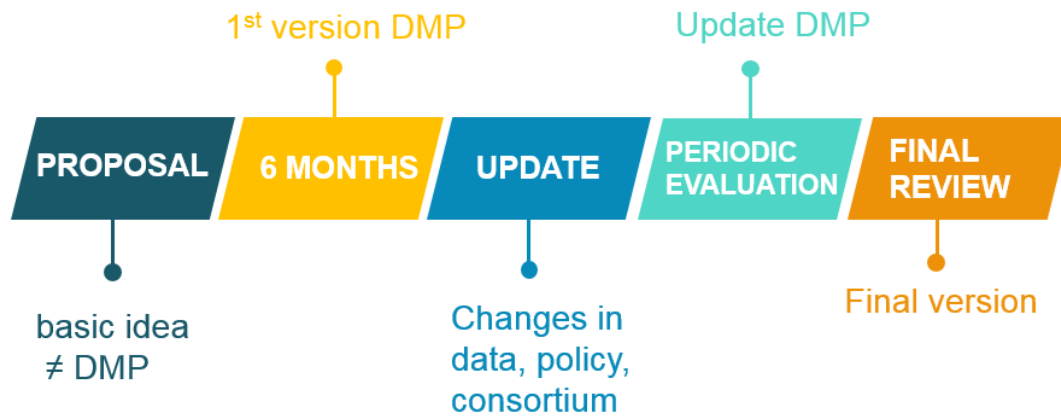 1st version DMP
Update DMP
PROPOSAL
6 MONTHS
UPDATE
PERIODIC
EVALUATION
FINAL
REVIEW
basic idea
≠ DMP
Changes in
data, policy,
consortium
Final version